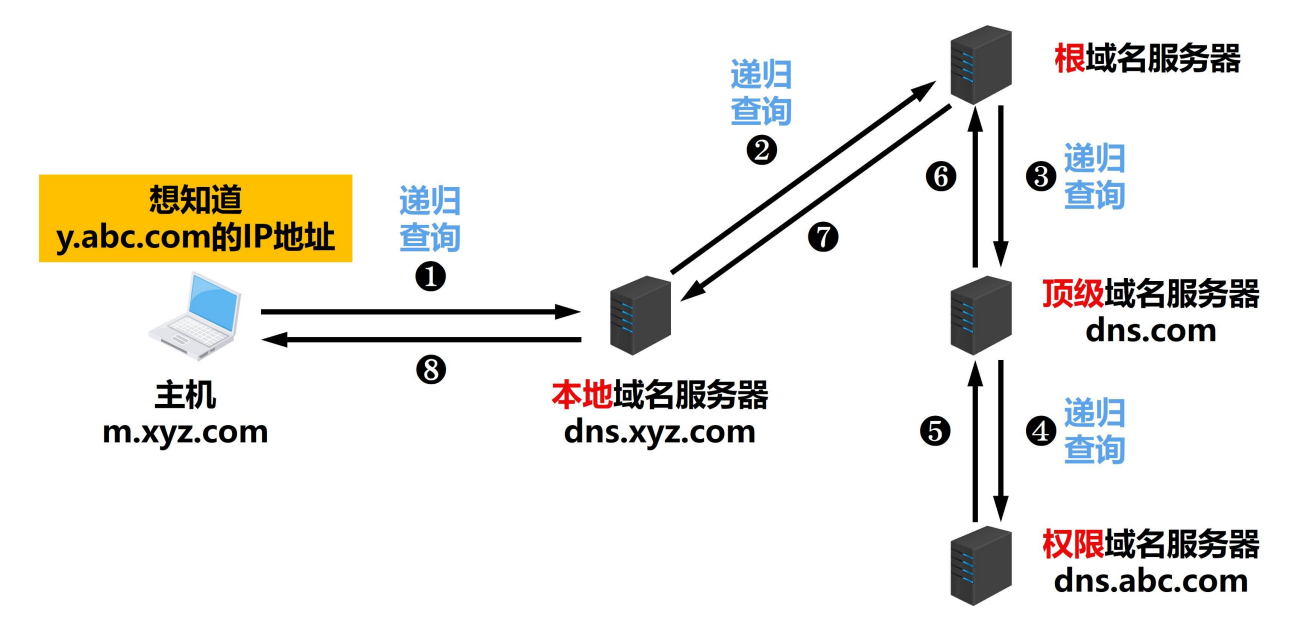 想知道
y.abc.com的IP地址
主机
m.xyz.com
递归
查询
❶
❽
本地域名服务器
dns.xyz.com
递归
查询
❷
❼
根域名服务器
❻
❸
递归
查询
顶级域名服务器
dns.com
❺
❹
递归
查询
权限域名服务器
dns.abc.com